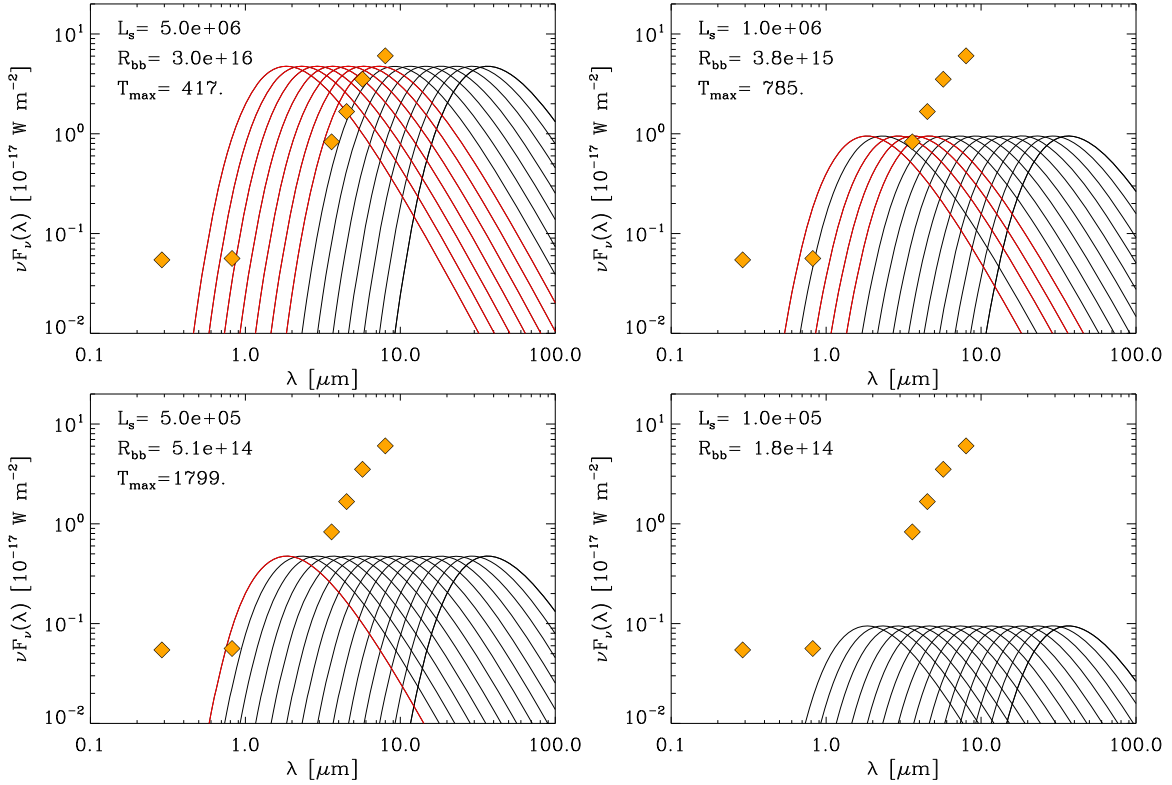 L_s= 5.0e+06
R_bb= 3.0e+16
T_max= 417.
νF_ν(λ) [10^-17 W m^-2]
10^1
10^0
10^-1
10^-2
0.1
1.0
10.0
100.0
λ [μm]
L_s= 1.0e+06
R_bb= 3.8e+15
T_max= 785.
νF_ν(λ) [10^-17 W m^-2]
10^1
10^0
10^-1
10^-2
0.1
1.0
10.0
100.0
λ [μm]
L_s= 5.0e+05
R_bb= 5.1e+14
T_max=1799.
νF_ν(λ) [10^-17 W m^-2]
10^1
10^0
10^-1
10^-2
0.1
1.0
10.0
100.0
λ [μm]
L_s= 1.0e+05
R_bb= 1.8e+14
νF_ν(λ) [10^-17 W m^-2]
10^1
10^0
10^-1
10^-2
0.1
1.0
10.0
100.0
λ [μm]